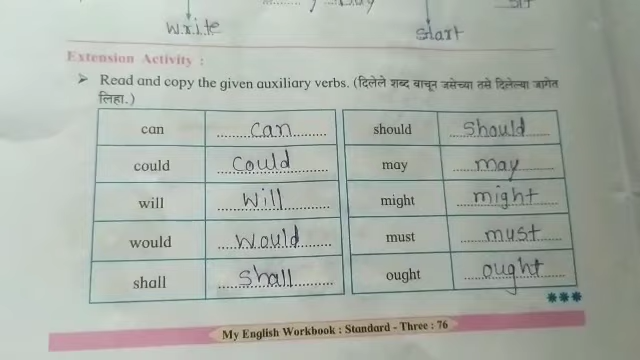 write
start
Extension Activity :
➤ Read and copy the given auxiliary verbs. (दिलेले शब्द वाचून जसेच्या तसे दिलेल्या जागेत
लिहा.)
can can should should
could could may may
will will might might
would would must must
shall shall ought ought
✱✱✱
My English Workbook : Standard - Three : 76